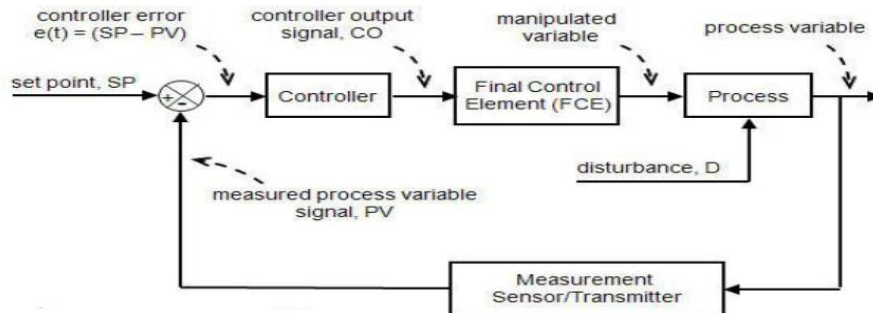 controller error
e(t) = (SP – PV)
controller output
signal, CO
manipulated
variable
process variable
set point, SP
+
-
Controller
Final Control
Element (FCE)
Process
disturbance, D
measured process variable
signal, PV
Measurement
Sensor/Transmitter